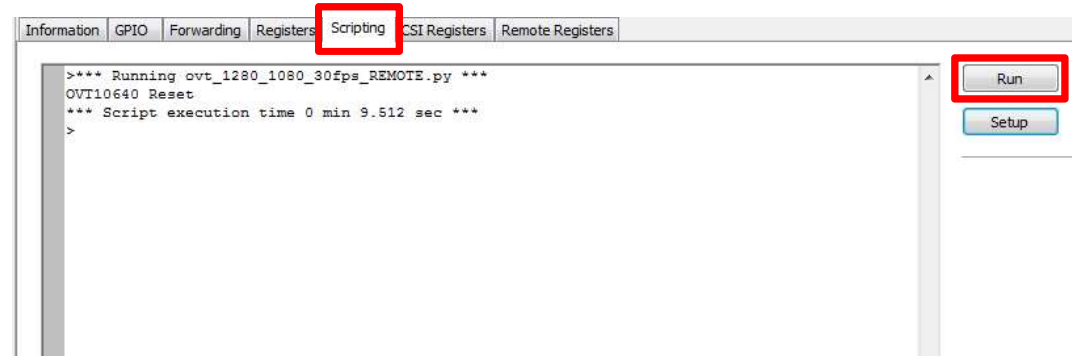 Information GPIO Forwarding Registers Scripting CSI Registers Remote Registers
>*** Running ovt_1280_1080_30fps_REMOTE.py ***
OVT10640 Reset
*** Script execution time 0 min 9.512 sec ***
>
Run
Setup